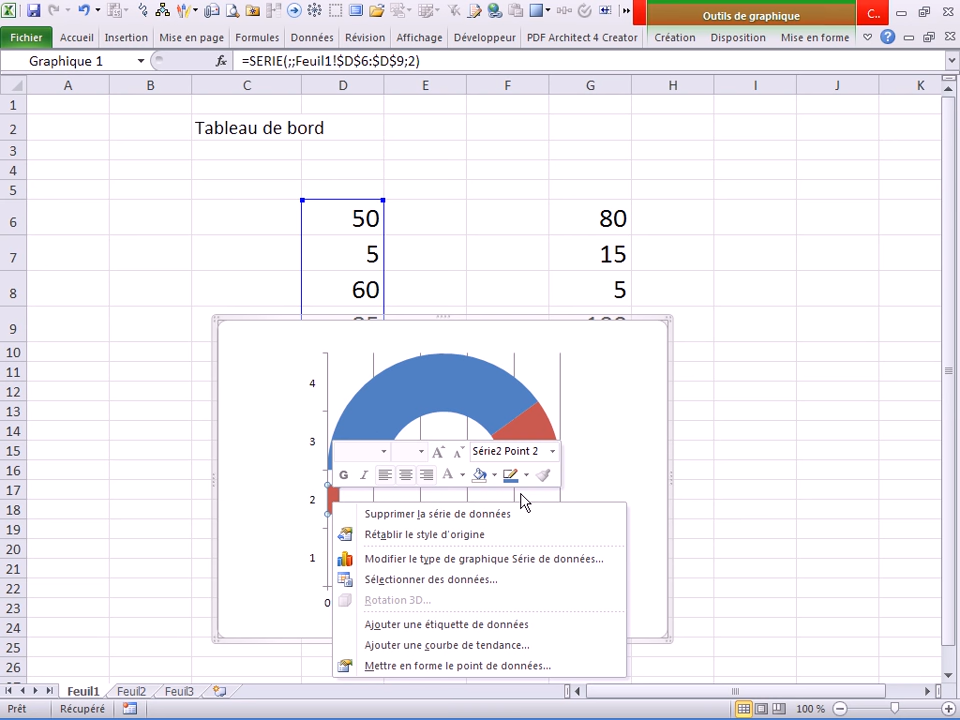 Outils de graphique
C...
Fichier Accueil Insertion Mise en page Formules Données Révision Affichage Développeur PDF Architect 4 Creator Création Disposition Mise en forme
Graphique 1 fx =SERIE(;;Feuil1!$D$6:$D$9;2)
A B C D E F G H I J K
1
2 Tableau de bord
3
4
5
6 50 80
7 5 15
8 60 5
9
10
11 4
12
13
14
15 3 Série2 Point 2
16 G I A
17 2
18 Supprimer la série de données
19 Rétablir le style d'origine
20 1 Modifier le type de graphique Série de données...
21 Sélectionner des données...
22 0 Rotation 3D...
23
24 Ajouter une étiquette de données
25 Ajouter une courbe de tendance...
26 Mettre en forme le point de données...
Feuil1 Feuil2 Feuil3
Prêt Récupéré 100 %